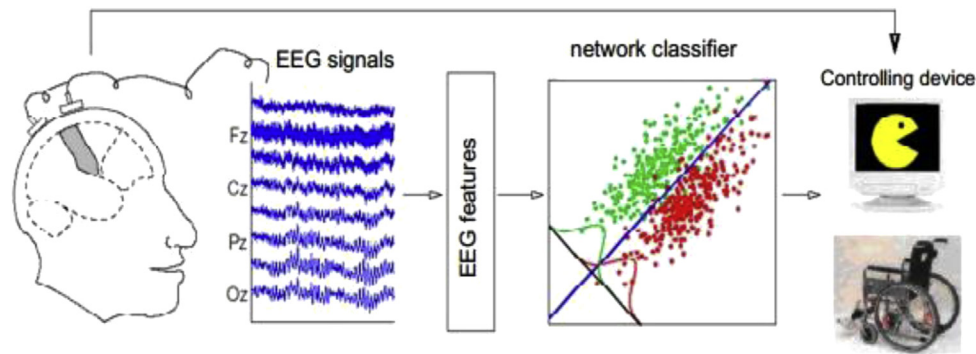 EEG signals
Fz
Cz
Pz
Oz
EEG features
network classifier
Controlling device